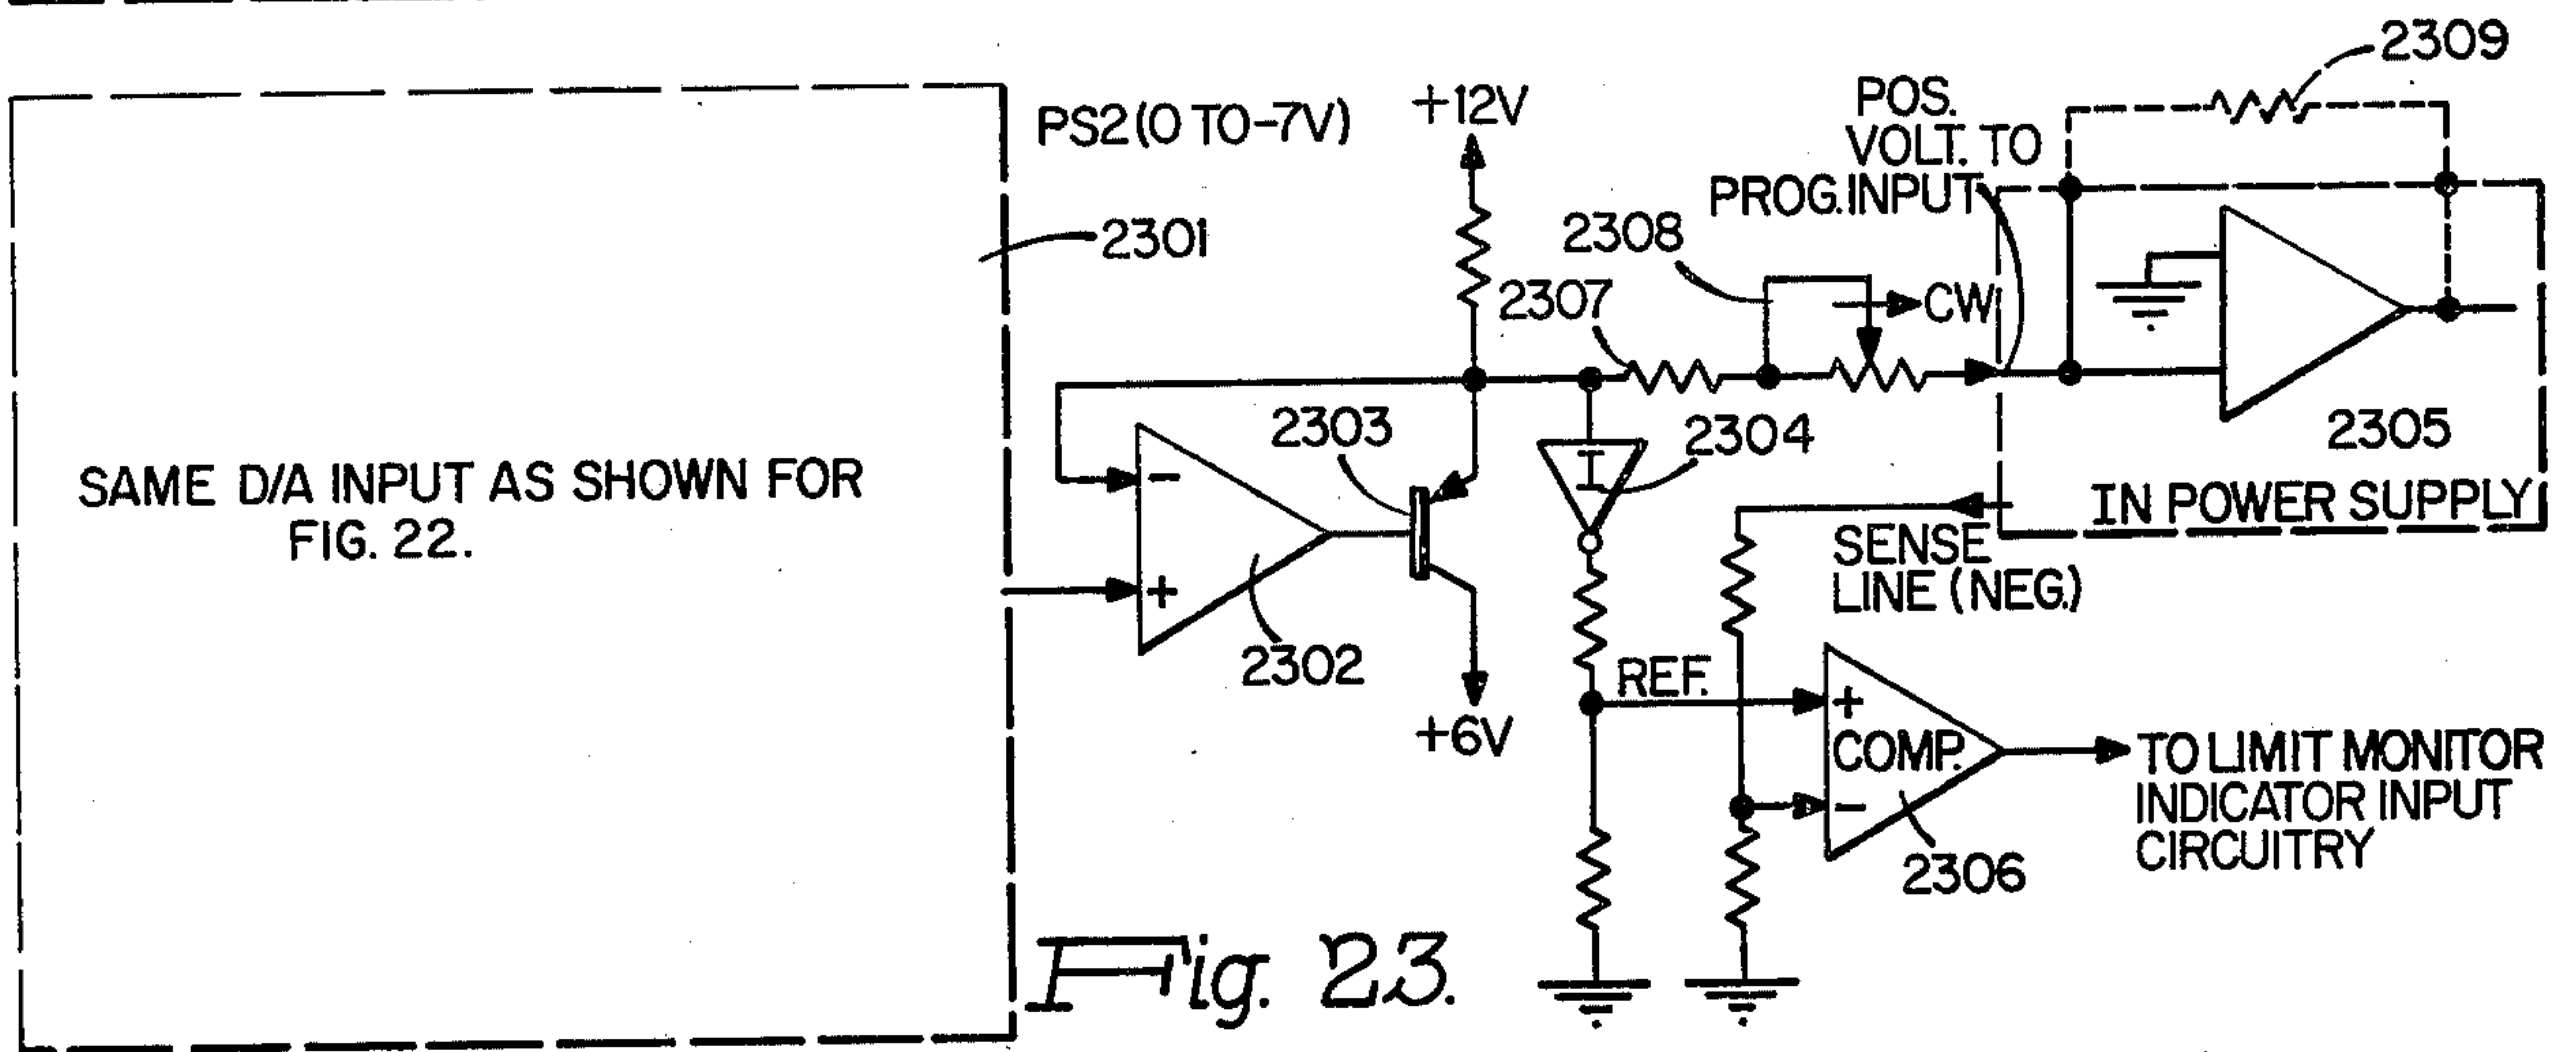 2309
PS2(0 TO-7V)
+12V
POS.
VOLT. TO
PROG.INPUT
2301
2308
2307
CW
2303
2304
2305
SAME D/A INPUT AS SHOWN FOR
FIG. 22.
-
+
I
IN POWER SUPPLY
SENSE
LINE (NEG.)
2302
REF.
+6V
+
COMP.
-
2306
TO LIMIT MONITOR
INDICATOR INPUT
CIRCUITRY
Fig. 23.